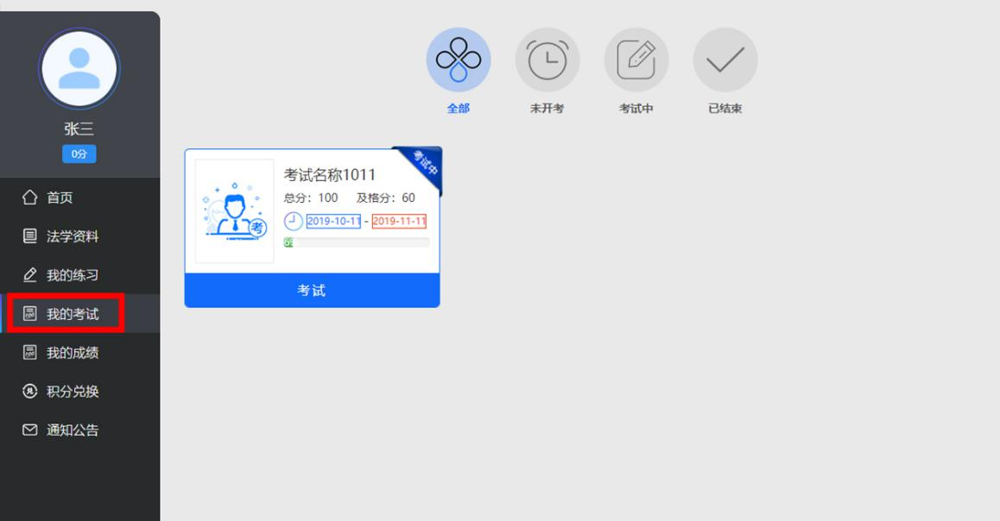 张三
0分
首页
法学资料
我的练习
我的考试
我的成绩
积分兑换
通知公告
全部
未开考
考试中
已结束
考试中
考试名称1011
总分：100 及格分：60
2019-10-11 - 2019-11-11
考
考试